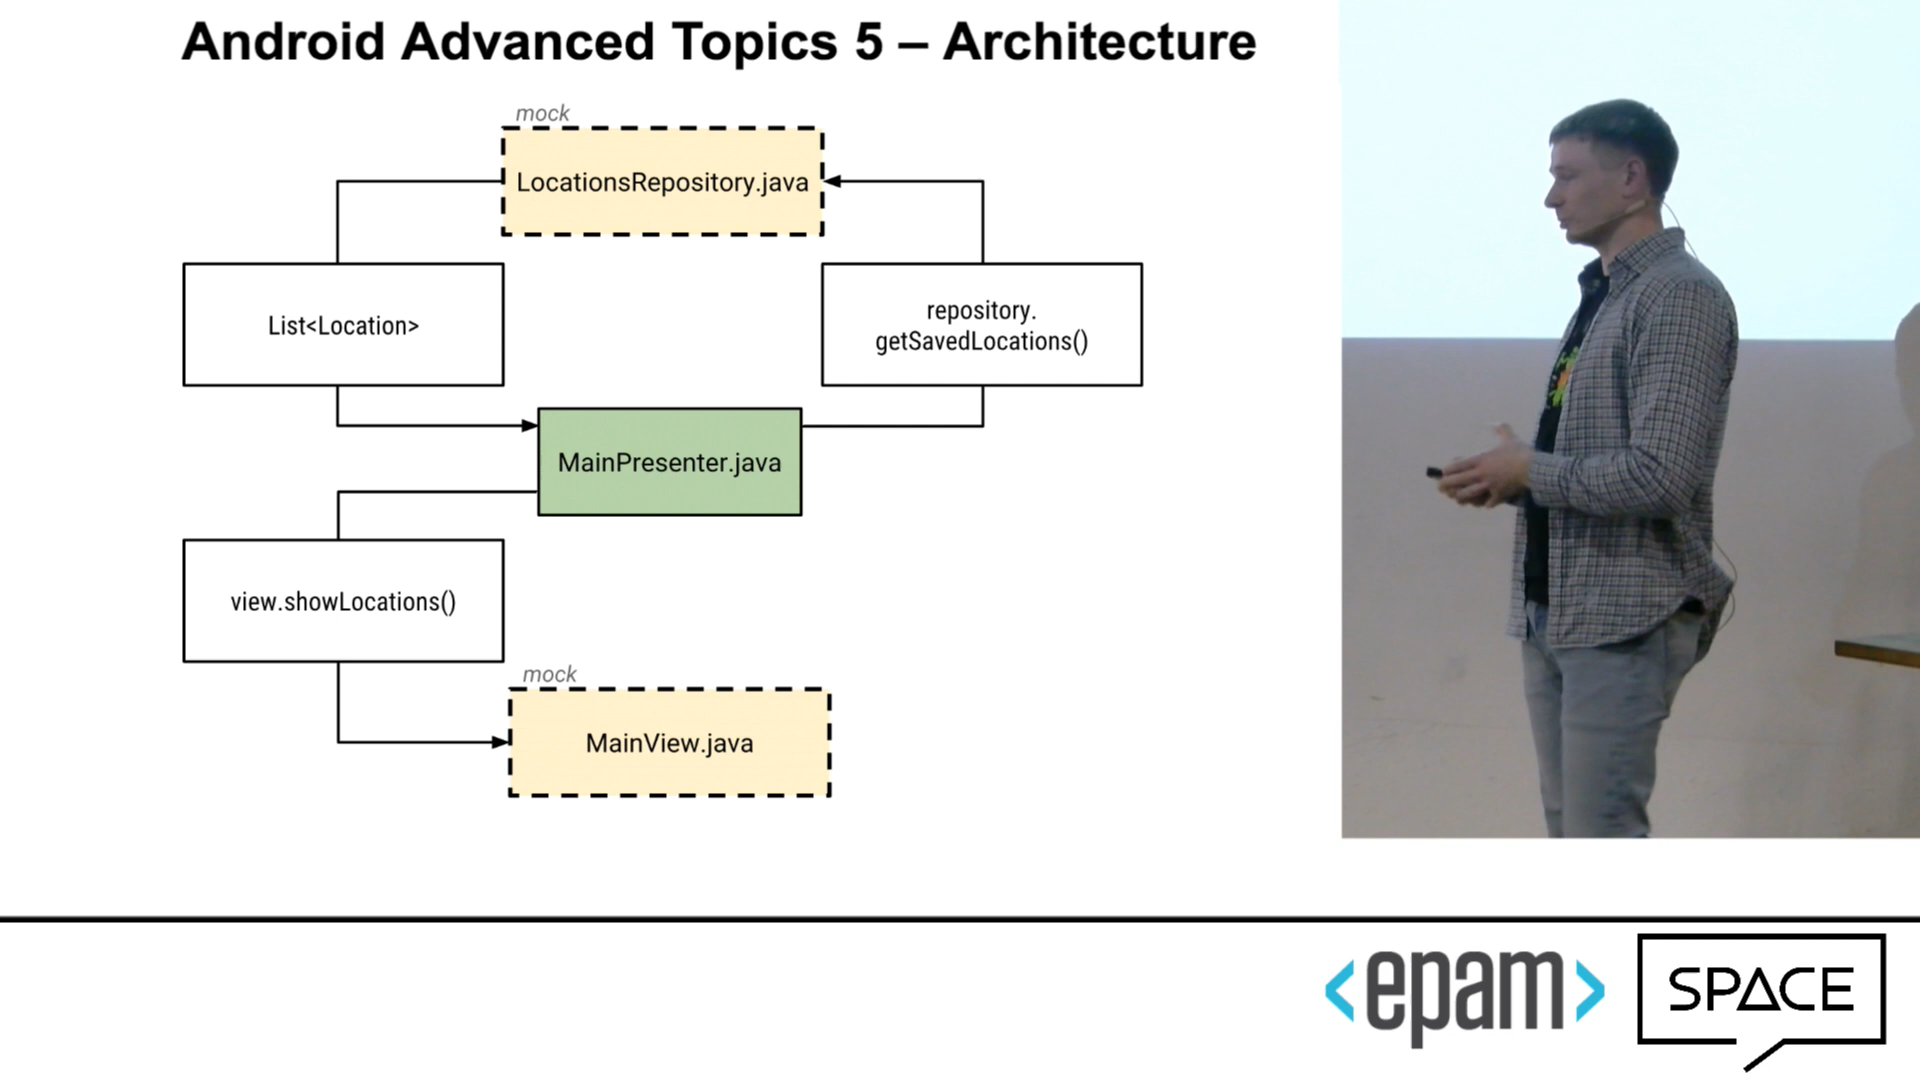 Android Advanced Topics 5 – Architecture
mock
LocationsRepository.java
List<Location>
repository.
getSavedLocations()
MainPresenter.java
view.showLocations()
mock
MainView.java
<epam>
SPACE